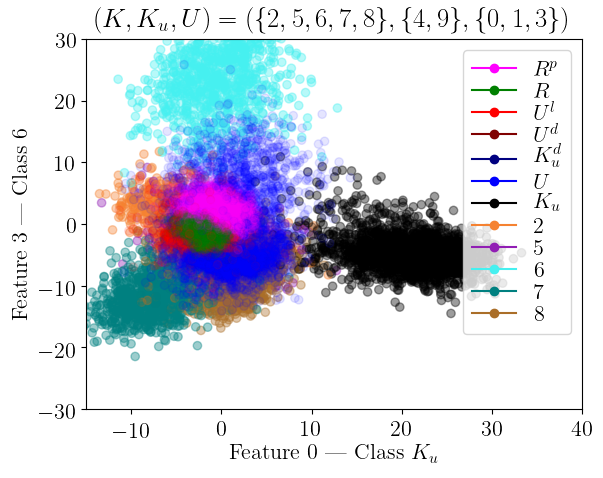 (K, K_u, U) = ({2, 5, 6, 7, 8}, {4, 9}, {0, 1, 3})
30
20
10
0
−10
−20
−30
Feature 3 — Class 6
R^p
R
U^l
U^d
K_u^d
U
K_u
2
5
6
7
8
−10
0
10
20
30
40
Feature 0 — Class K_u